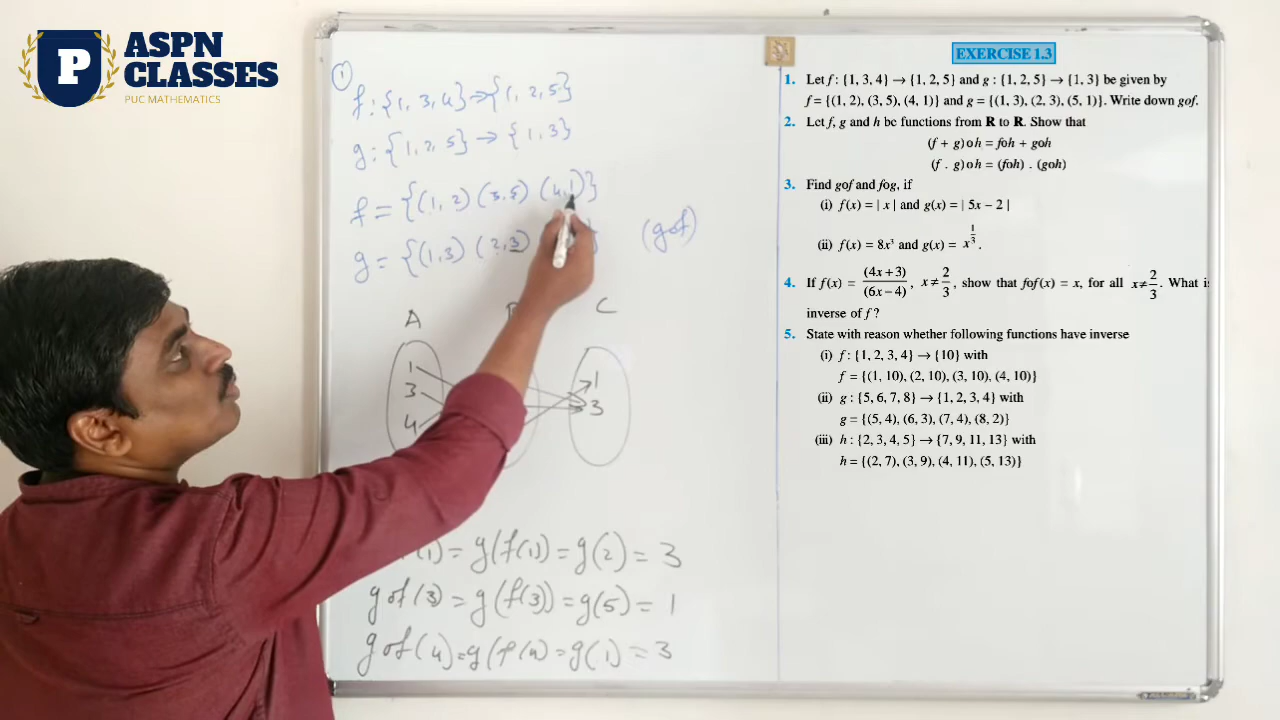 P
ASPN
CLASSES
PUC MATHEMATICS
1
f : {1, 3, 4} → {1, 2, 5}
g : {1, 2, 5} → {1, 3}
f = {(1, 2) (3, 5) (4, 1)}
g = {(1, 3) (2, 3) } (gof)
A C
1
3
4
1
3
(1) = g(f(1)) = g(2) = 3
gof(3) = g(f(3)) = g(5) = 1
gof(4) = g(f(4) = g(1) = 3
EXERCISE 1.3
1. Let f : {1, 3, 4} → {1, 2, 5} and g : {1, 2, 5} → {1, 3} be given by
f = {(1, 2), (3, 5), (4, 1)} and g = {(1, 3), (2, 3), (5, 1)}. Write down gof.
2. Let f, g and h be functions from R to R. Show that
(f + g) o h = foh + goh
(f . g) o h = (foh) . (goh)
3. Find gof and fog, if
(i) f(x) = | x | and g(x) = | 5x – 2 |
(ii) f(x) = 8x³ and g(x) = x^(1/3).
4. If f(x) = (4x+3)/(6x–4), x ≠ 2/3, show that fof(x) = x, for all x ≠ 2/3. What is
inverse of f ?
5. State with reason whether following functions have inverse
(i) f : {1, 2, 3, 4} → {10} with
f = {(1, 10), (2, 10), (3, 10), (4, 10)}
(ii) g : {5, 6, 7, 8} → {1, 2, 3, 4} with
g = {(5, 4), (6, 3), (7, 4), (8, 2)}
(iii) h : {2, 3, 4, 5} → {7, 9, 11, 13} with
h = {(2, 7), (3, 9), (4, 11), (5, 13)}